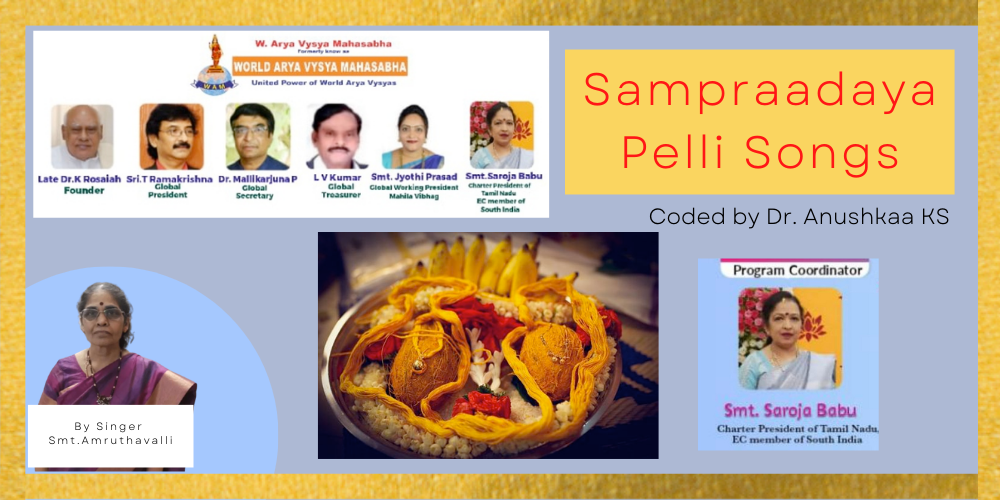 W. Arya Vysya Mahasabha
Formerly know as
WORLD ARYA VYSYA MAHASABHA
United Power of World Arya Vysyas
W A M
Late Dr.K Rosaiah
Founder
Sri.T Ramakrishna
Global
President
Dr. Mallikarjuna P
Global
Secretary
L V Kumar
Global
Treasurer
Smt. Jyothi Prasad
Global Working President
Mahila Vibhag
Smt.Saroja Babu
Charter President of
Tamil Nadu
EC member of
South India
Sampraadaya
Pelli Songs
Coded by Dr. Anushkaa KS
By Singer
Smt.Amruthavalli
Program Coordinator
Smt. Saroja Babu
Charter President of Tamil Nadu,
EC member of South India